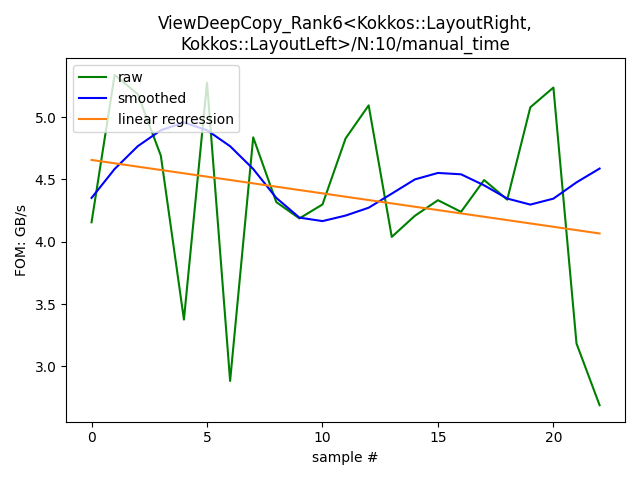 ViewDeepCopy_Rank6<Kokkos::LayoutRight,
Kokkos::LayoutLeft>/N:10/manual_time
raw
smoothed
linear regression
FOM: GB/s
5.0
4.5
4.0
3.5
3.0
0 5 10 15 20
sample #